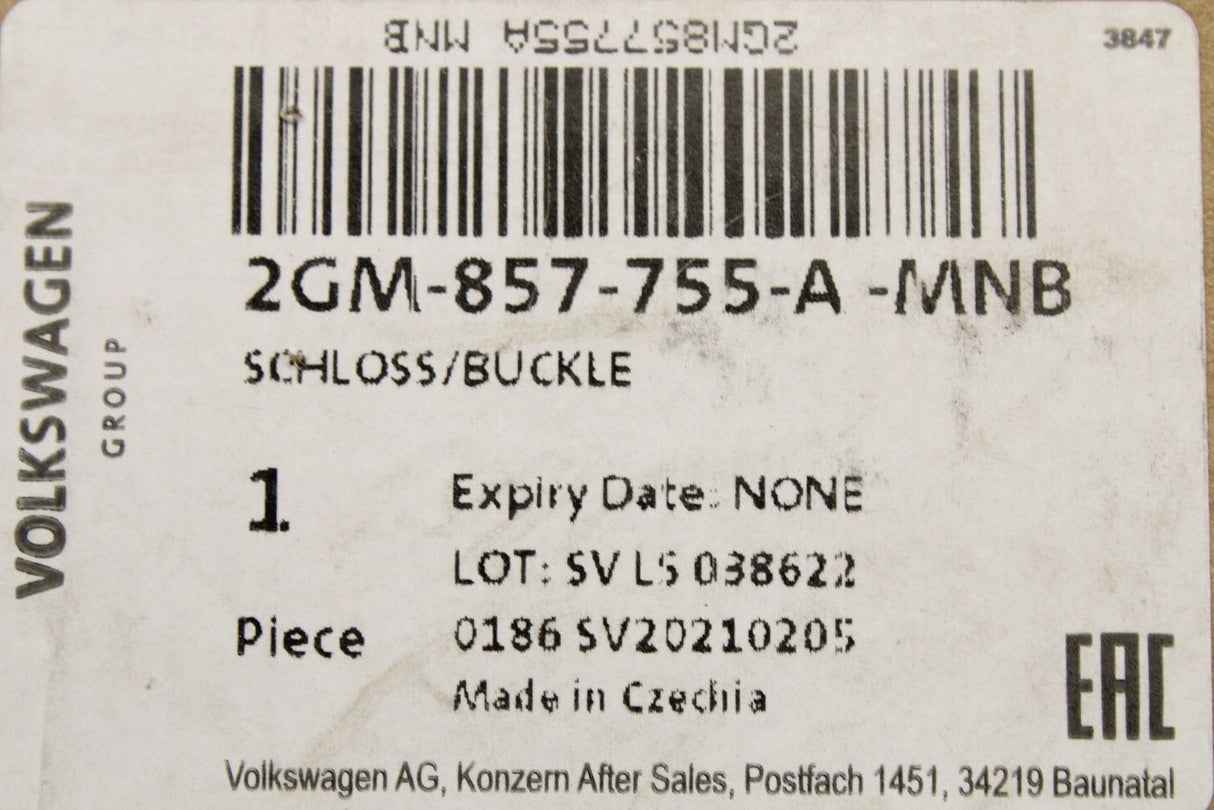 2GM857755A MNB
3847
2GM-857-755-A -MNB
SCHLOSS/BUCKLE
VOLKSWAGEN
GROUP
1
Expiry Date: NONE
LOT: SV LS 038622
Piece
0186 SV20210205
Made in Czechia
EAC
Volkswagen AG, Konzern After Sales, Postfach 1451, 34219 Baunatal